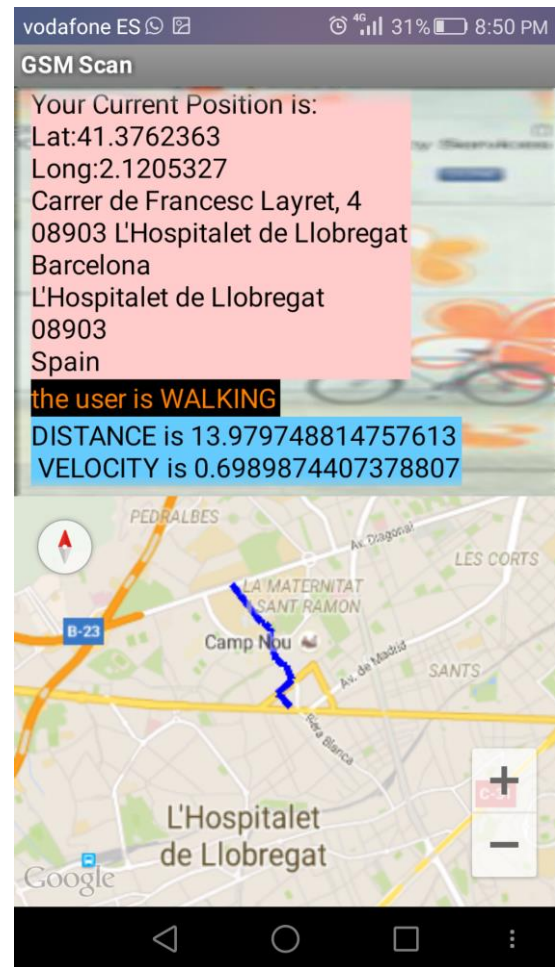 vodafone ES 4G 31% 8:50 PM
GSM Scan
Your Current Position is:
Lat:41.3762363
Long:2.1205327
Carrer de Francesc Layret, 4
08903 L'Hospitalet de Llobregat
Barcelona
L'Hospitalet de Llobregat
08903
Spain
the user is WALKING
DISTANCE is 13.979748814757613
VELOCITY is 0.6989874407378807
PEDRALBES
Av. Diagonal
LES CORTS
LA MATERNITAT
I SANT RAMON
B-23
Camp Nou
Av. de Madrid
SANTS
Riera Blanca
C-31
L'Hospitalet
de Llobregat
Google